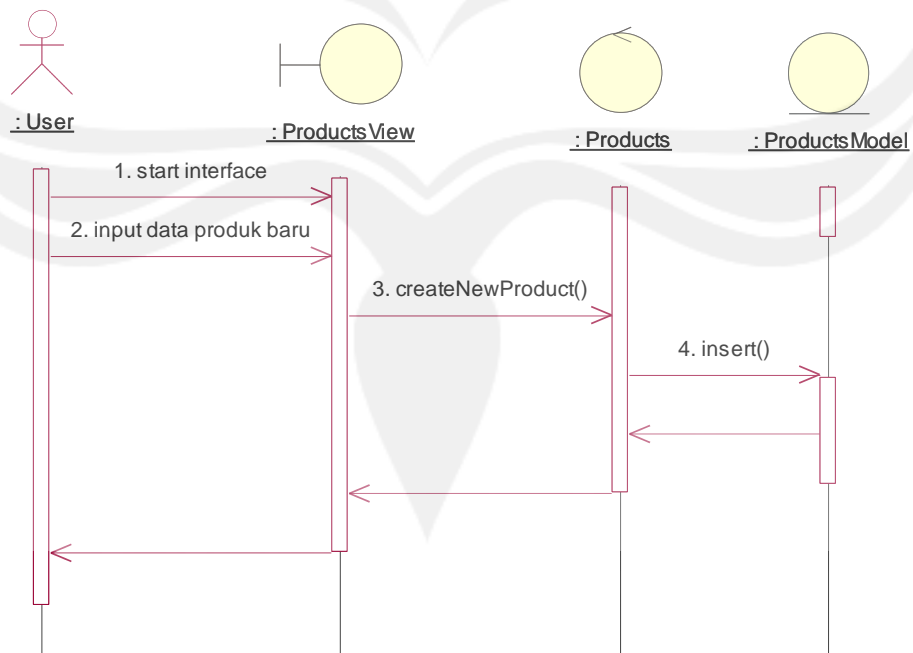 : User
: ProductsView
: Products
: ProductsModel
1. start interface
2. input data produk baru
3. createNewProduct()
4. insert()